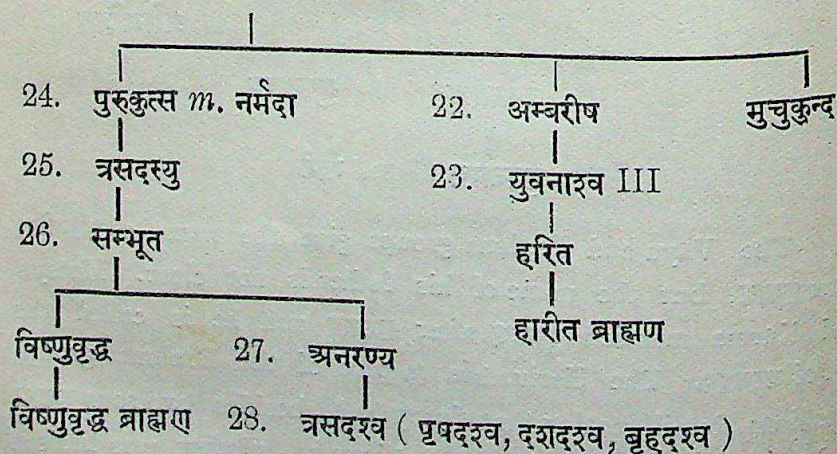 24. पुरुकुत्स m. नर्मदा 22. अम्बरीष मुचुकुन्द
25. त्रसदस्यु 23. युवनाश्व III
26. सम्भूत हरित
हारीत ब्राह्मण
विष्णुवृद्ध 27. अनरण्य
विष्णुवृद्ध ब्राह्मण 28. त्रसदश्व ( पृषदश्व, दशदश्व, बृहदश्व )